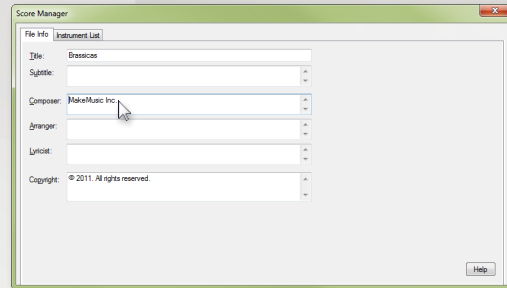 Score Manager
File Info Instrument List
Title: Brassicas
Subtitle:
Composer: MakeMusic Inc.
Arranger:
Lyricist:
Copyright: © 2011. All rights reserved.
Help